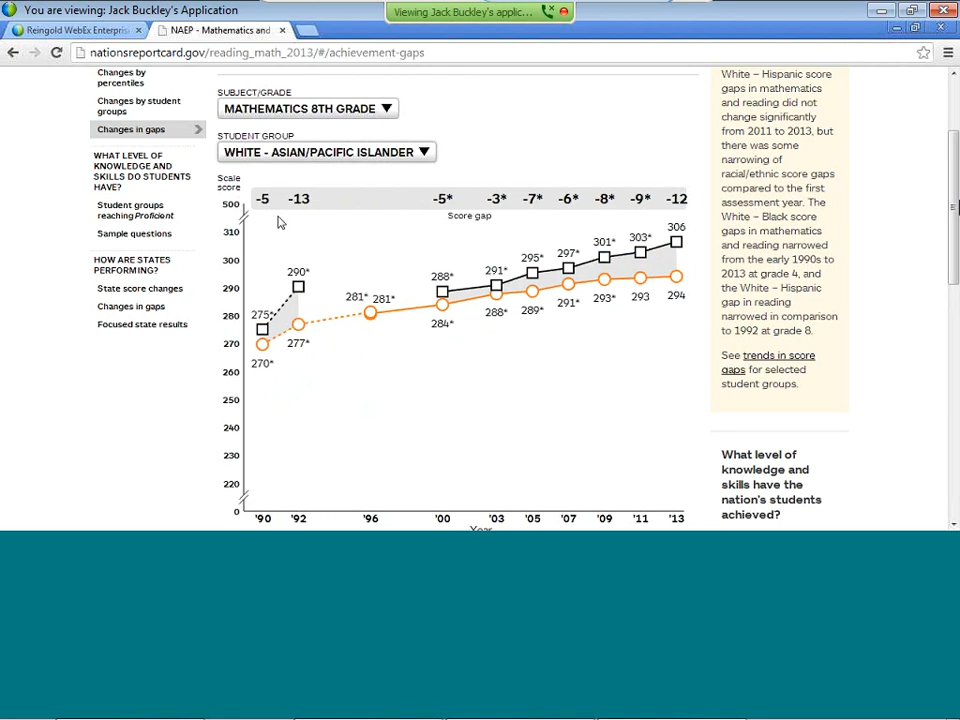 You are viewing: Jack Buckley's Application
Viewing Jack Buckley's applic...
Reingold WebEx Enterpris
NAEP - Mathematics and
nationsreportcard.gov/reading_math_2013/#/achievement-gaps
Changes by
percentiles
Changes by student
groups
Changes in gaps
WHAT LEVEL OF
KNOWLEDGE AND
SKILLS DO STUDENTS
HAVE?
Student groups
reaching Proficient
Sample questions
HOW ARE STATES
PERFORMING?
State score changes
Changes in gaps
Focused state results
SUBJECT/GRADE
MATHEMATICS 8TH GRADE
STUDENT GROUP
WHITE - ASIAN/PACIFIC ISLANDER
Scale
score
-5 -13 -5* -3* -7* -6* -8* -9* -12
Score gap
500
310
300
290
280
270
260
250
240
230
220
0
275* 290* 288* 291* 295* 297* 301* 303* 306
270* 277* 281* 281* 284* 288* 289* 291* 293* 293 294
'90 '92 '96 '00 '03 '05 '07 '09 '11 '13
Year
White – Hispanic score
gaps in mathematics
and reading did not
change significantly
from 2011 to 2013, but
there was some
narrowing of
racial/ethnic score gaps
compared to the first
assessment year. The
White – Black score
gaps in mathematics
and reading narrowed
from the early 1990s to
2013 at grade 4, and
the White – Hispanic
gap in reading
narrowed in comparison
to 1992 at grade 8.
See trends in score
gaps for selected
student groups.
What level of
knowledge and
skills have the
nation's students
achieved?